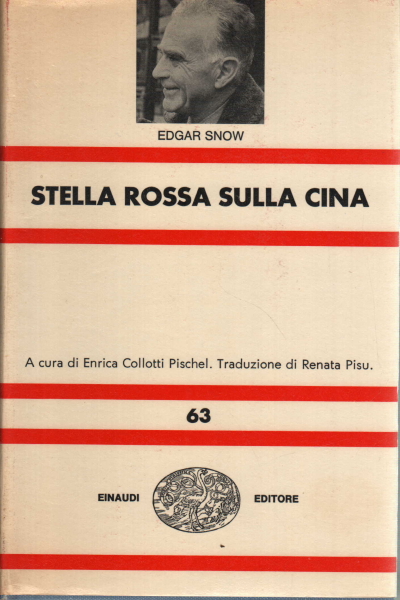 EDGAR SNOW
STELLA ROSSA SULLA CINA
A cura di Enrica Collotti Pischel. Traduzione di Renata Pisu.
63
EINAUDI EDITORE